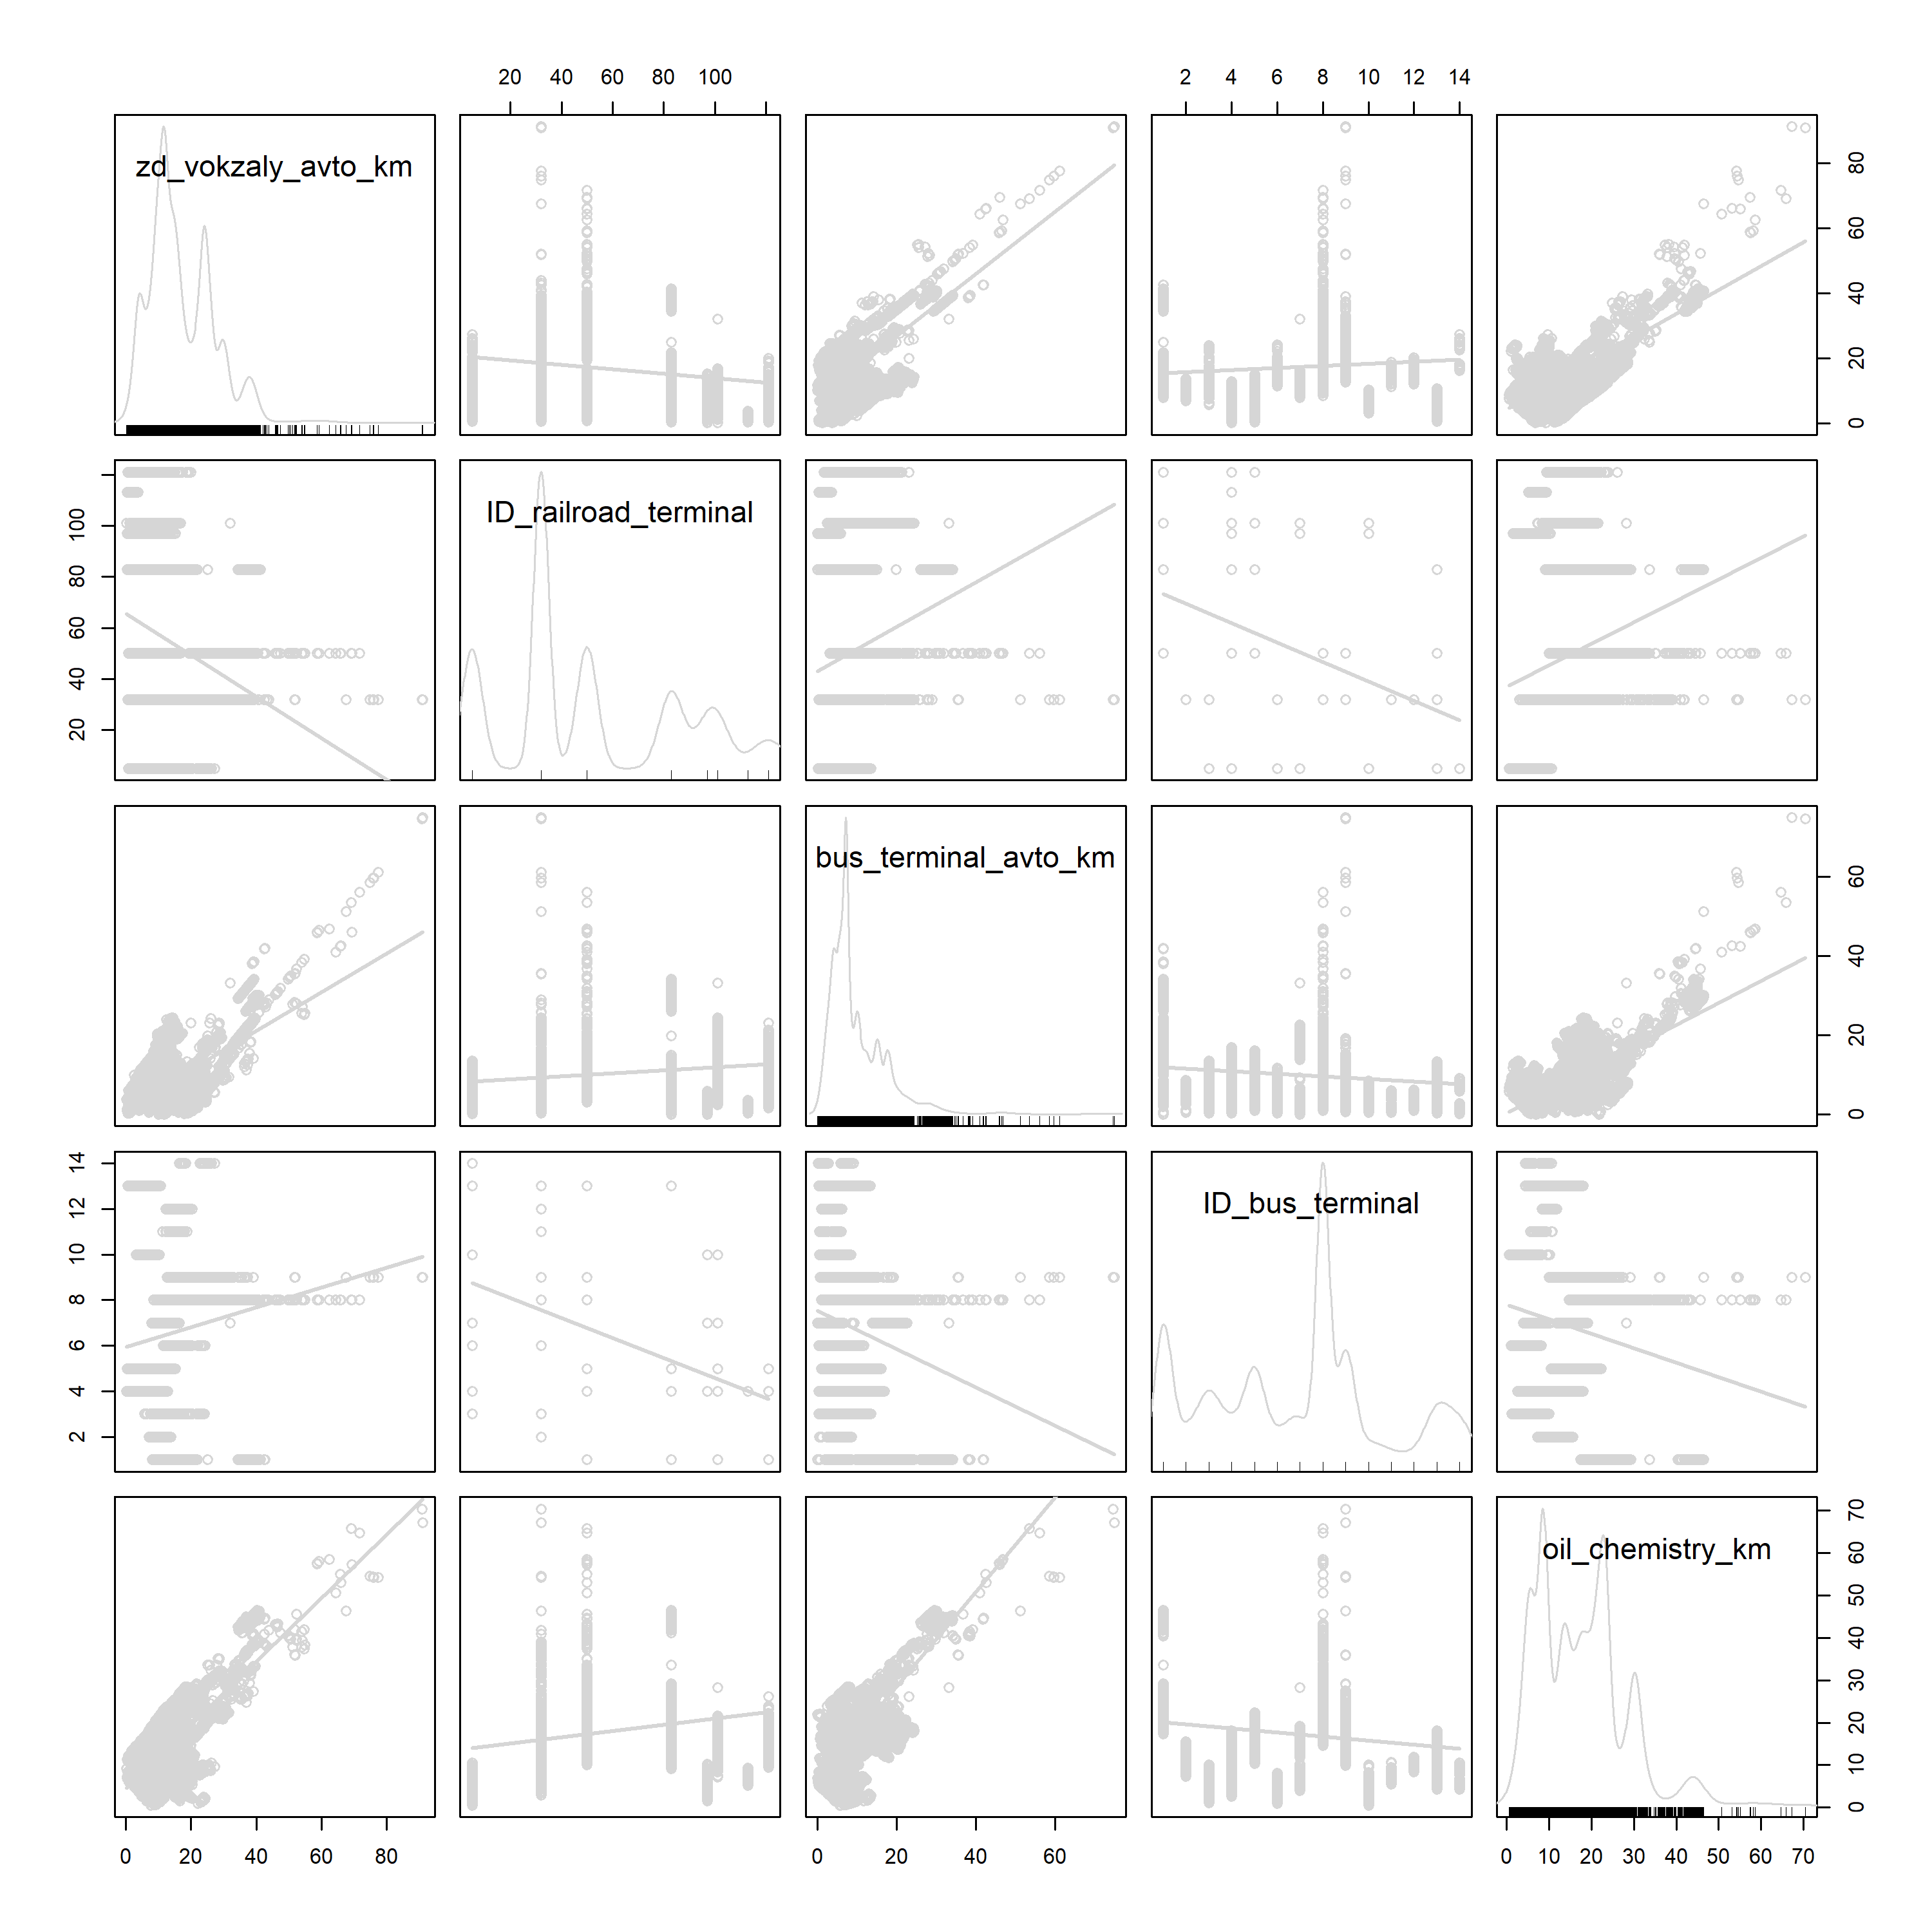 20 40 60 80 100
2 4 6 8 10 12 14
zd_vokzaly_avto_km
0 20 40 60 80
ID_railroad_terminal
20 40 60 80 100
bus_terminal_avto_km
0 20 40 60
ID_bus_terminal
2 4 6 8 10 12 14
oil_chemistry_km
0 10 20 30 40 50 60 70
0 20 40 60 80
0 20 40 60
0 10 20 30 40 50 60 70